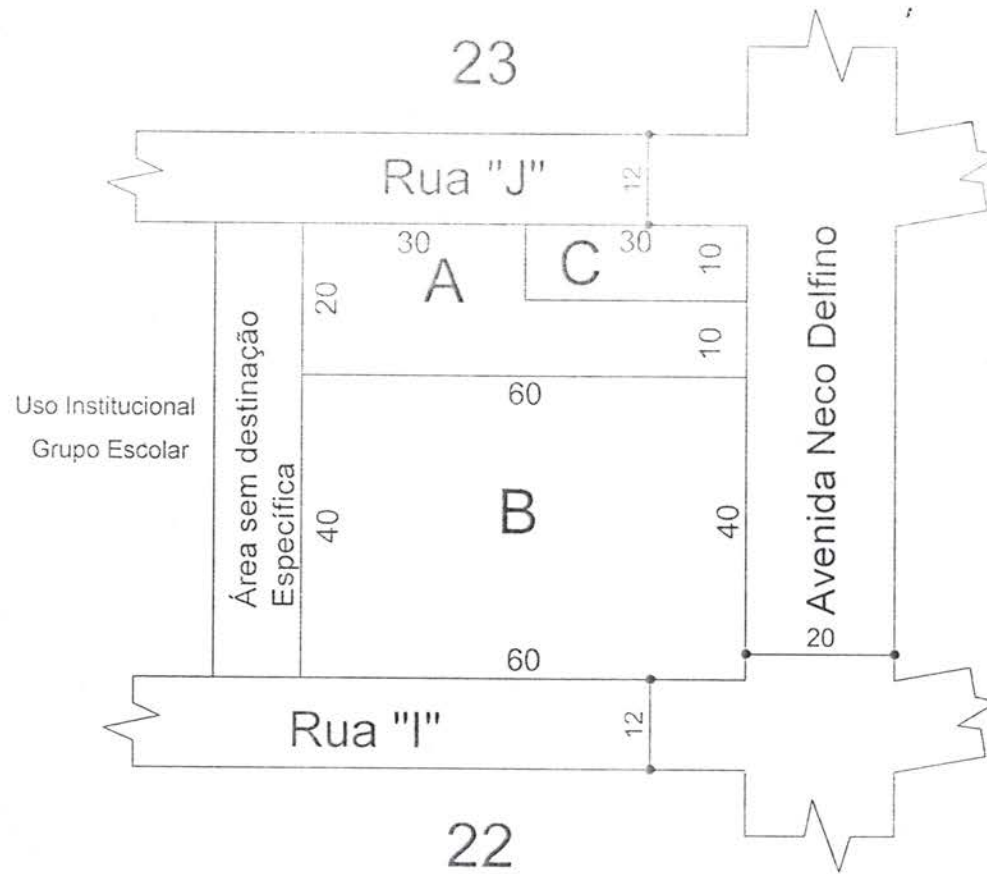 23
Rua "J"
12
30
A
C
30
10
20
10
60
Uso Institucional
Grupo Escolar
Área sem destinação
Específica
40
B
40
Avenida Neco Delfino
20
60
Rua "I"
12
22